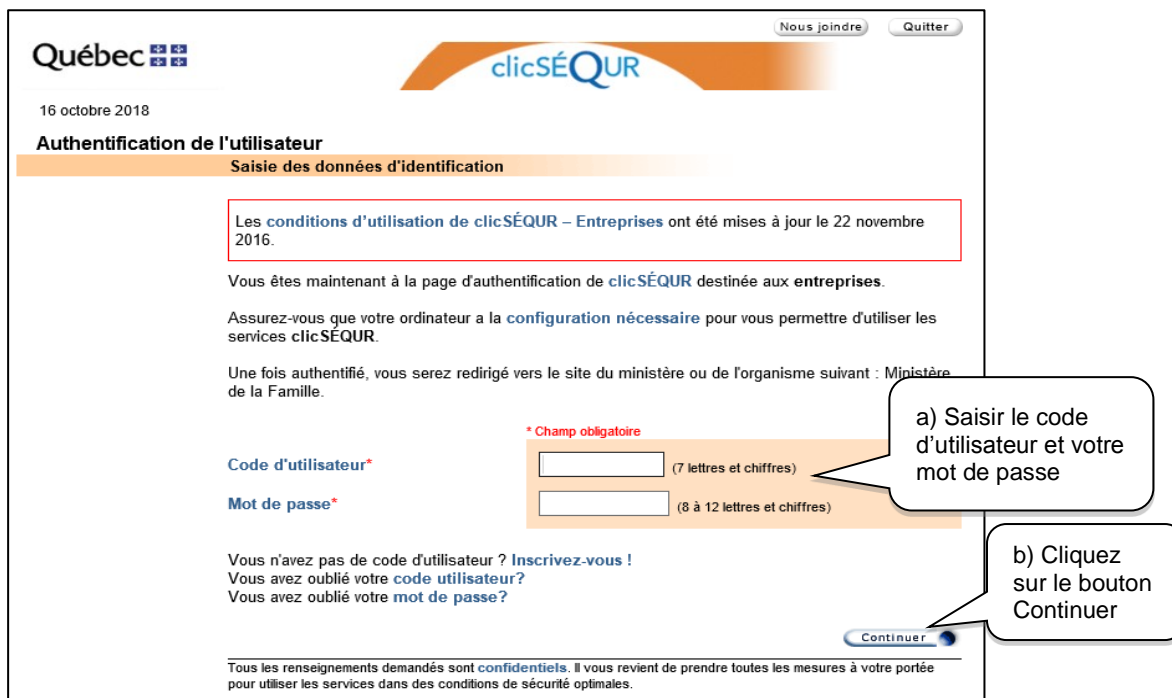 Nous joindre
Quitter
Québec
clicSÉQUR
16 octobre 2018
Authentification de l'utilisateur
Saisie des données d'identification
Les conditions d'utilisation de clicSÉQUR – Entreprises ont été mises à jour le 22 novembre
2016.
Vous êtes maintenant à la page d'authentification de clicSÉQUR destinée aux entreprises.
Assurez-vous que votre ordinateur a la configuration nécessaire pour vous permettre d'utiliser les
services clicSÉQUR.
Une fois authentifié, vous serez redirigé vers le site du ministère ou de l'organisme suivant : Ministère
de la Famille.
* Champ obligatoire
Code d'utilisateur*
(7 lettres et chiffres)
Mot de passe*
(8 à 12 lettres et chiffres)
a) Saisir le code
d’utilisateur et votre
mot de passe
Vous n'avez pas de code d'utilisateur ? Inscrivez-vous !
Vous avez oublié votre code utilisateur?
Vous avez oublié votre mot de passe?
b) Cliquez
sur le bouton
Continuer
Continuer
Tous les renseignements demandés sont confidentiels. Il vous revient de prendre toutes les mesures à votre portée
pour utiliser les services dans des conditions de sécurité optimales.